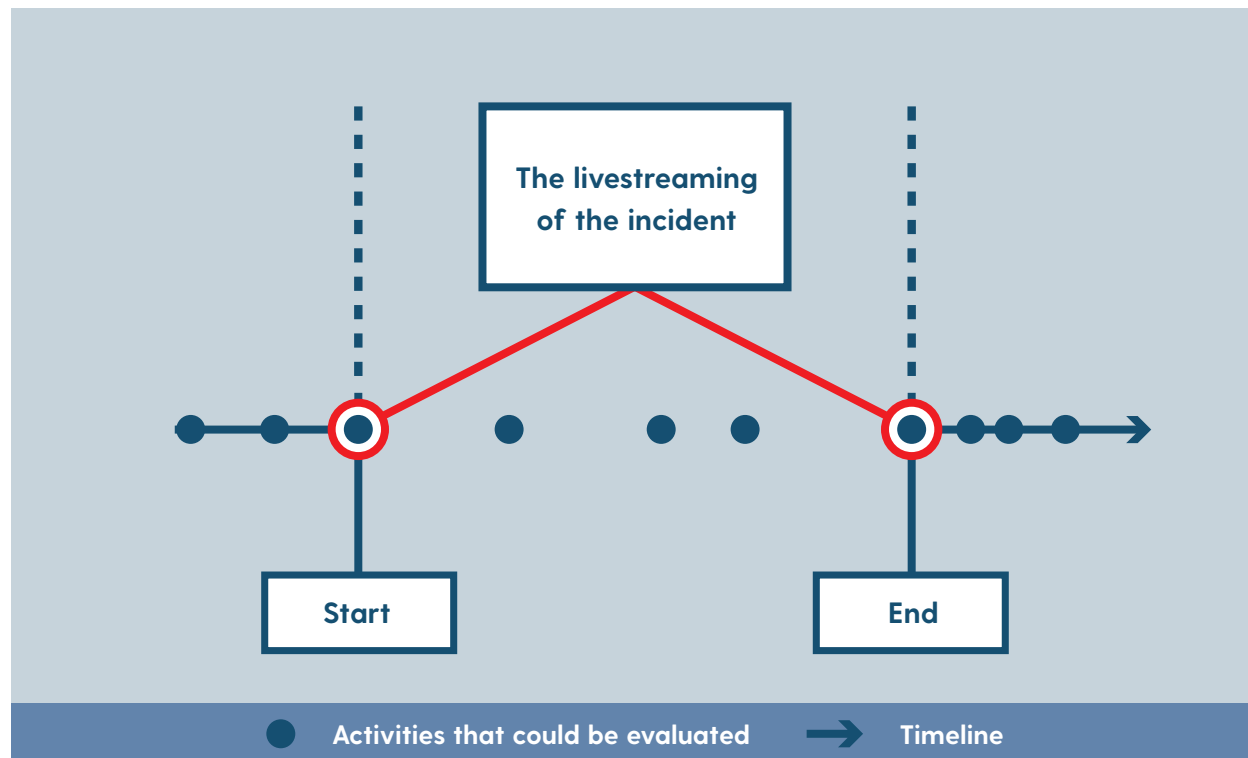 The livestreaming
of the incident
Start
End
Activities that could be evaluated
Timeline